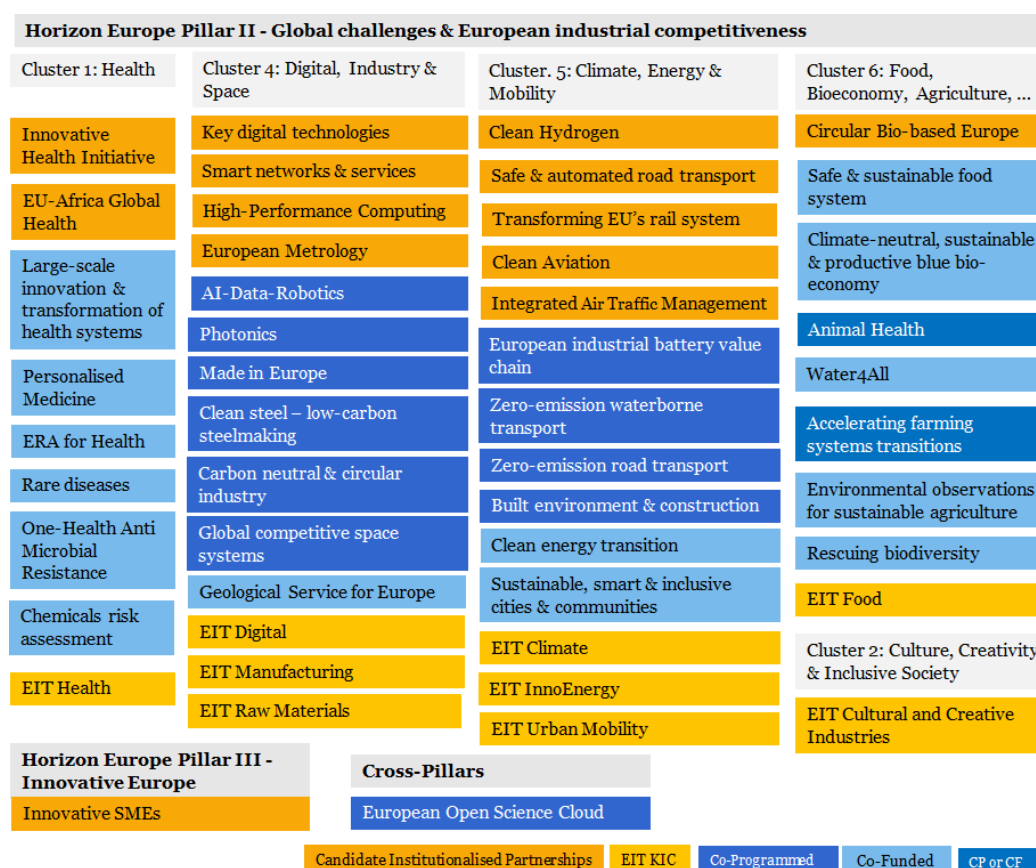 Horizon Europe Pillar II - Global challenges & European industrial competitiveness
Cluster 1: Health
Innovative
Health Initiative
EU-Africa Global
Health
Large-scale
innovation &
transformation of
health systems
Personalised
Medicine
ERA for Health
Rare diseases
One-Health Anti
Microbial
Resistance
Chemicals risk
assessment
EIT Health
Cluster 4: Digital, Industry &
Space
Key digital technologies
Smart networks & services
High-Performance Computing
European Metrology
AI-Data-Robotics
Photonics
Made in Europe
Clean steel – low-carbon
steelmaking
Carbon neutral & circular
industry
Global competitive space
systems
Geological Service for Europe
EIT Digital
EIT Manufacturing
EIT Raw Materials
Cluster. 5: Climate, Energy &
Mobility
Clean Hydrogen
Safe & automated road transport
Transforming EU's rail system
Clean Aviation
Integrated Air Traffic Management
European industrial battery value
chain
Zero-emission waterborne
transport
Zero-emission road transport
Built environment & construction
Clean energy transition
Sustainable, smart & inclusive
cities & communities
EIT Climate
EIT InnoEnergy
EIT Urban Mobility
Cluster 6: Food,
Bioeconomy, Agriculture, ...
Circular Bio-based Europe
Safe & sustainable food
system
Climate-neutral, sustainable
& productive blue bio-
economy
Animal Health
Water4All
Accelerating farming
systems transitions
Environmental observations
for sustainable agriculture
Rescuing biodiversity
EIT Food
Cluster 2: Culture, Creativity
& Inclusive Society
EIT Cultural and Creative
Industries
Horizon Europe Pillar III -
Innovative Europe
Innovative SMEs
Cross-Pillars
European Open Science Cloud
Candidate Institutionalised Partnerships
EIT KIC
Co-Programmed
Co-Funded
CP or CF